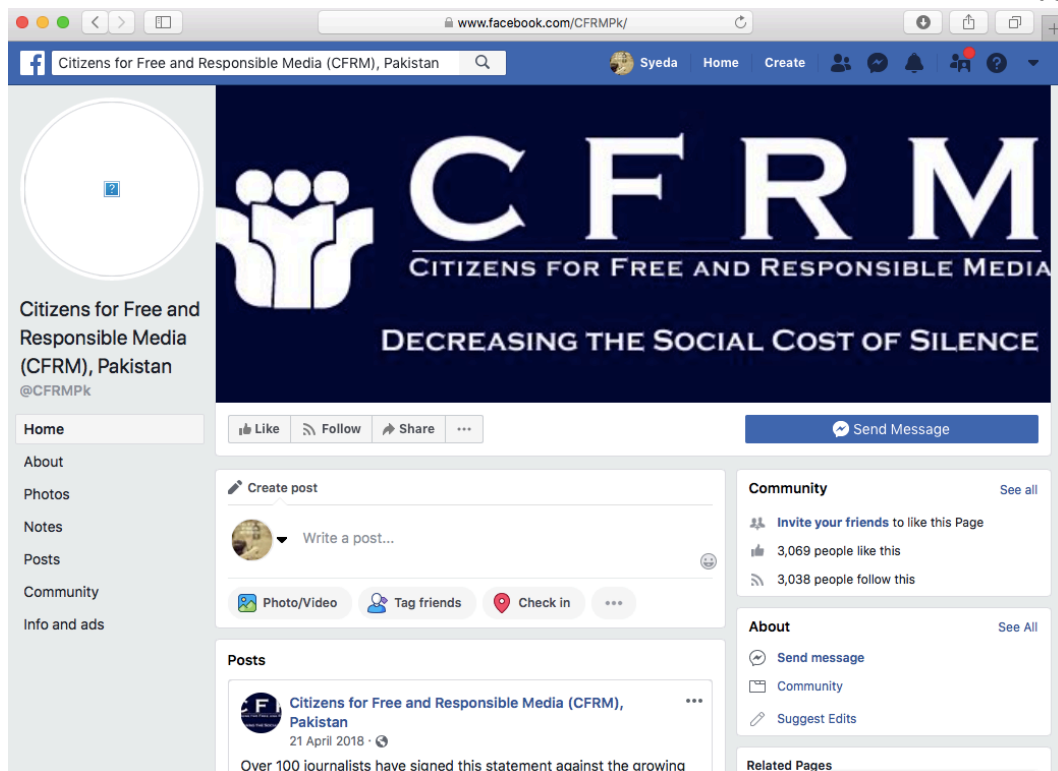 www.facebook.com/CFRMPk/
Citizens for Free and Responsible Media (CFRM), Pakistan
Syeda Home Create
C F R M
CITIZENS FOR FREE AND RESPONSIBLE MEDIA
DECREASING THE SOCIAL COST OF SILENCE
Citizens for Free and
Responsible Media
(CFRM), Pakistan
@CFRMPk
Home
About
Photos
Notes
Posts
Community
Info and ads
Like Follow Share ...
Send Message
Create post
Write a post...
Photo/Video Tag friends Check in
Posts
Citizens for Free and Responsible Media (CFRM),
Pakistan
21 April 2018 ·
Over 100 journalists have signed this statement against the growing
Community See all
Invite your friends to like this Page
3,069 people like this
3,038 people follow this
About See All
Send message
Community
Suggest Edits
Related Pages